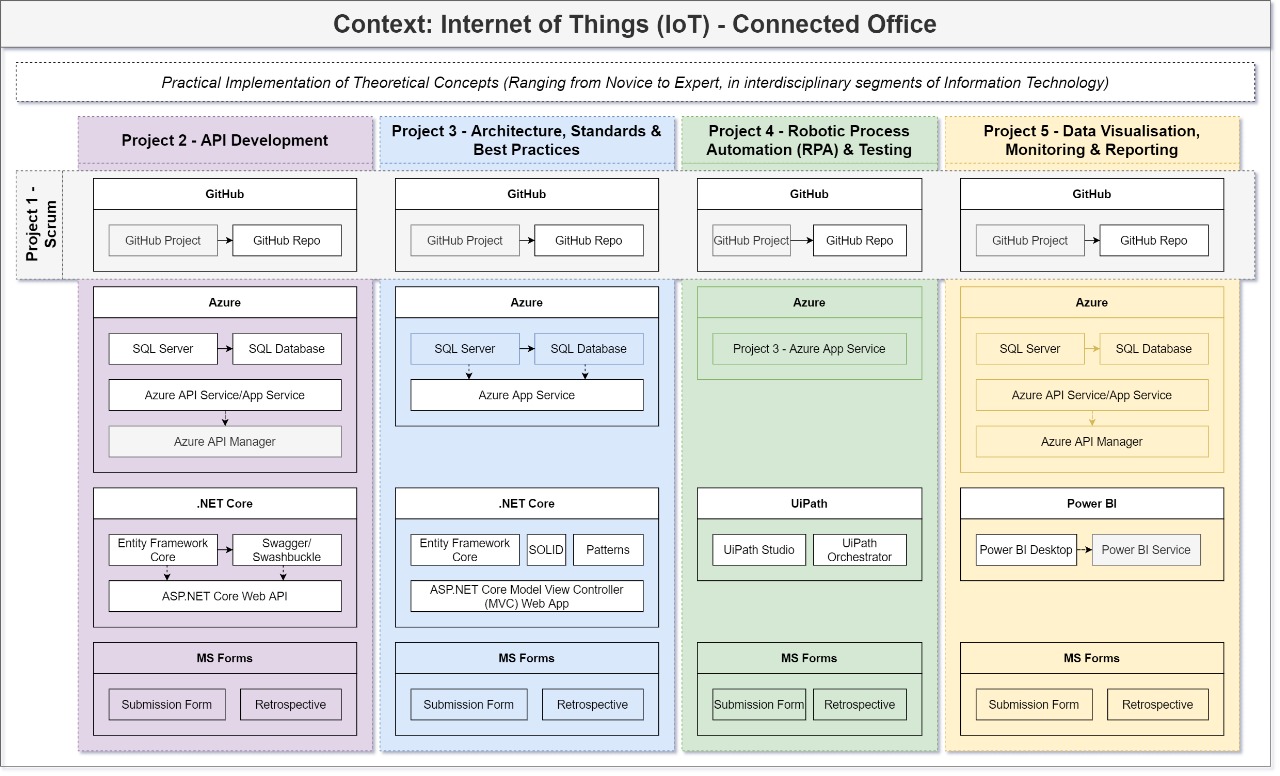 Context: Internet of Things (IoT) - Connected Office
Practical Implementation of Theoretical Concepts (Ranging from Novice to Expert, in interdisciplinary segments of Information Technology)
Project 1 -
Scrum
Project 2 - API Development
GitHub
GitHub Project
GitHub Repo
Azure
SQL Server
SQL Database
Azure API Service/App Service
Azure API Manager
.NET Core
Entity Framework
Core
Swagger/
Swashbuckle
ASP.NET Core Web API
MS Forms
Submission Form
Retrospective
Project 3 - Architecture, Standards &
Best Practices
GitHub
GitHub Project
GitHub Repo
Azure
SQL Server
SQL Database
Azure App Service
.NET Core
Entity Framework
Core
SOLID
Patterns
ASP.NET Core Model View Controller
(MVC) Web App
MS Forms
Submission Form
Retrospective
Project 4 - Robotic Process
Automation (RPA) & Testing
GitHub
GitHub Project
GitHub Repo
Azure
Project 3 - Azure App Service
UiPath
UiPath Studio
UiPath
Orchestrator
MS Forms
Submission Form
Retrospective
Project 5 - Data Visualisation,
Monitoring & Reporting
GitHub
GitHub Project
GitHub Repo
Azure
SQL Server
SQL Database
Azure API Service/App Service
Azure API Manager
Power BI
Power BI Desktop
Power BI Service
MS Forms
Submission Form
Retrospective